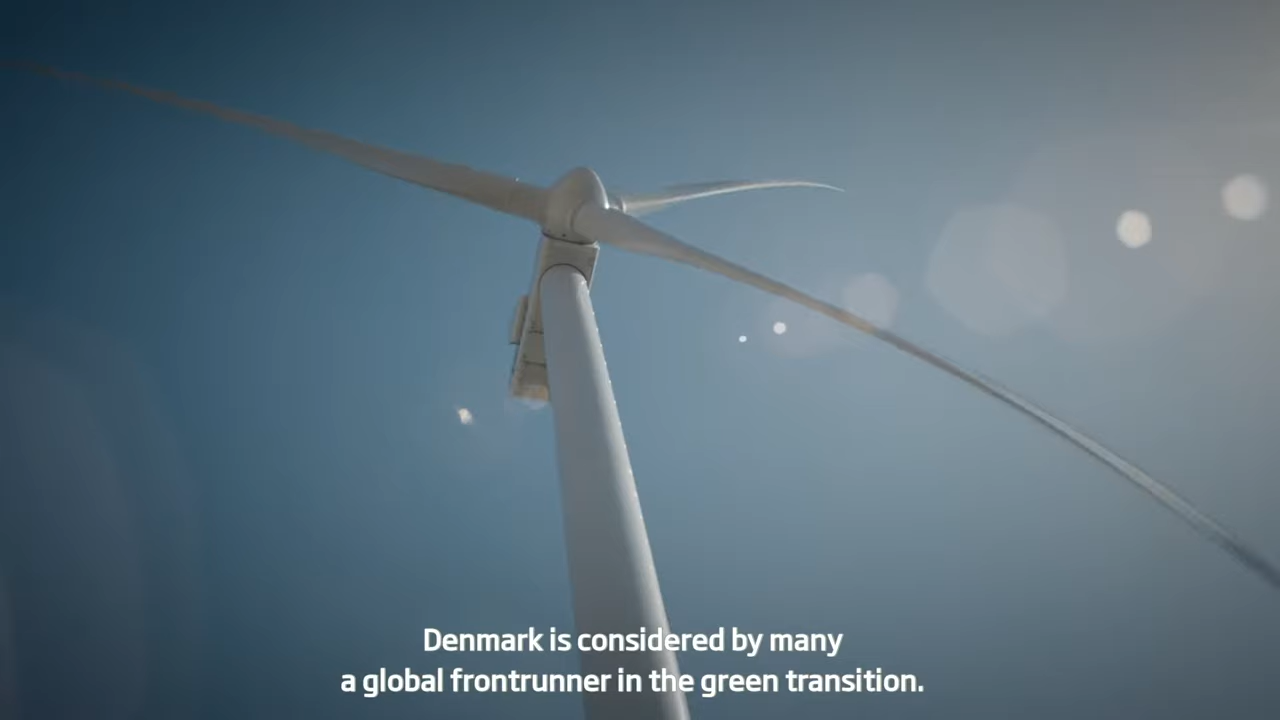 Denmark is considered by many
a global frontrunner in the green transition.